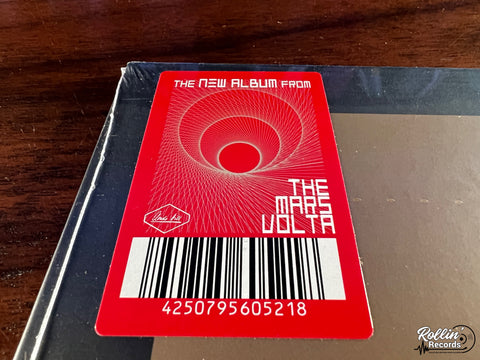 THE NEW ALBUM FROM
THE
MARS
VOLTA
4250795605218
Rollin
Records